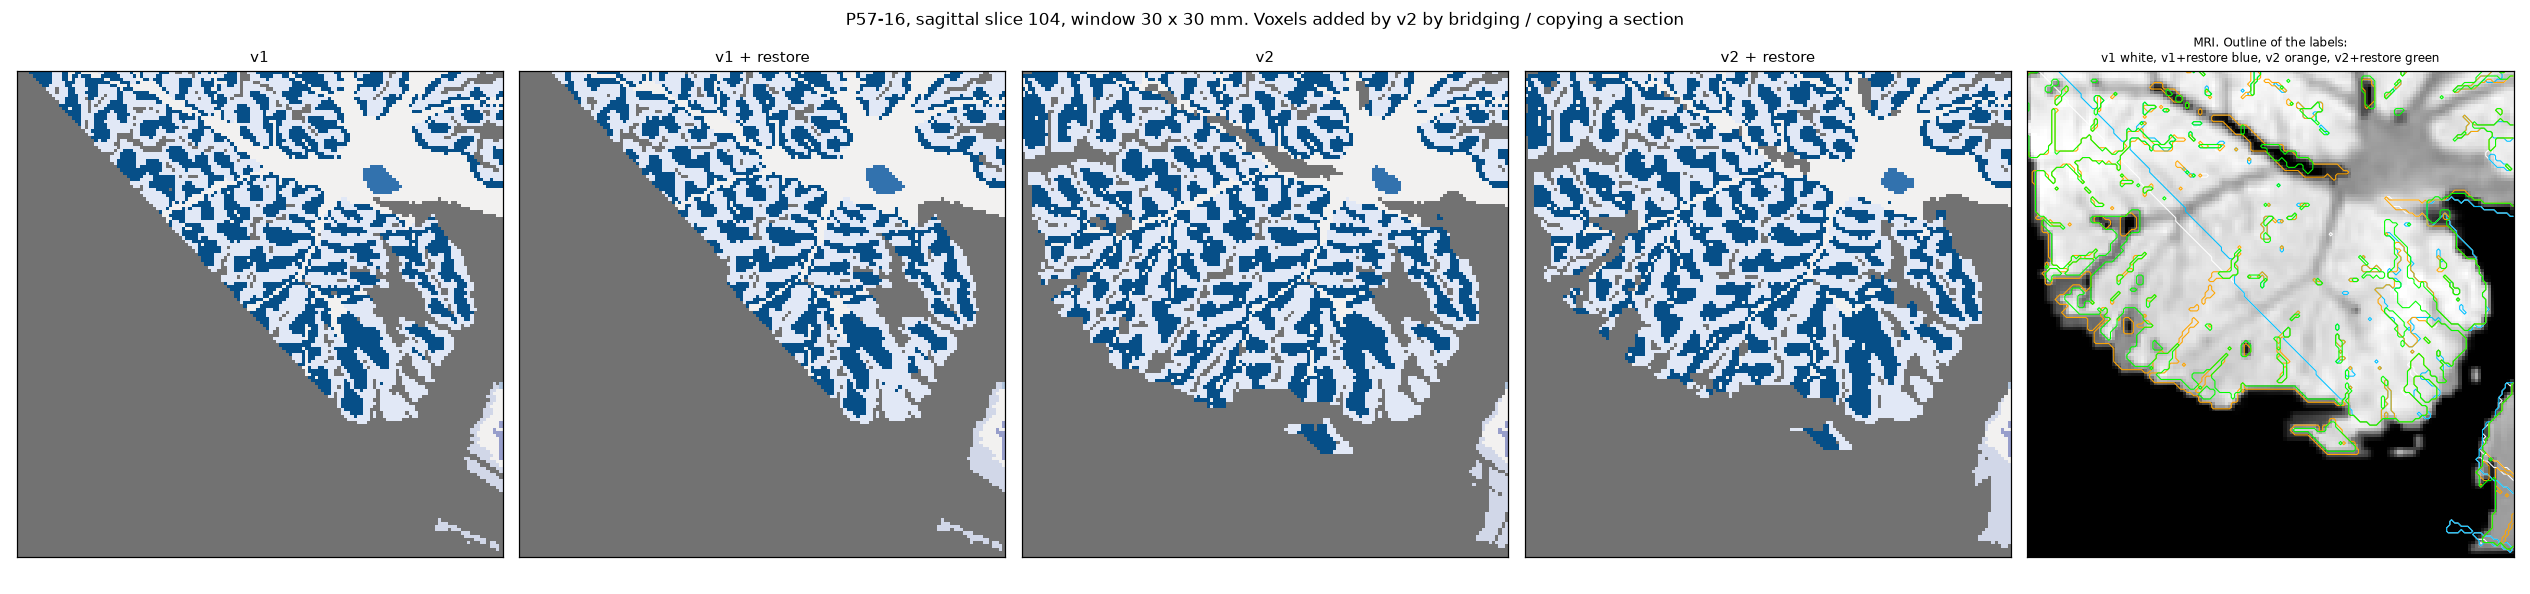 P57-16, sagittal slice 104, window 30 x 30 mm. Voxels added by v2 by bridging / copying a section
v1
v1 + restore
v2
v2 + restore
MRI. Outline of the labels:
v1 white, v1+restore blue, v2 orange, v2+restore green